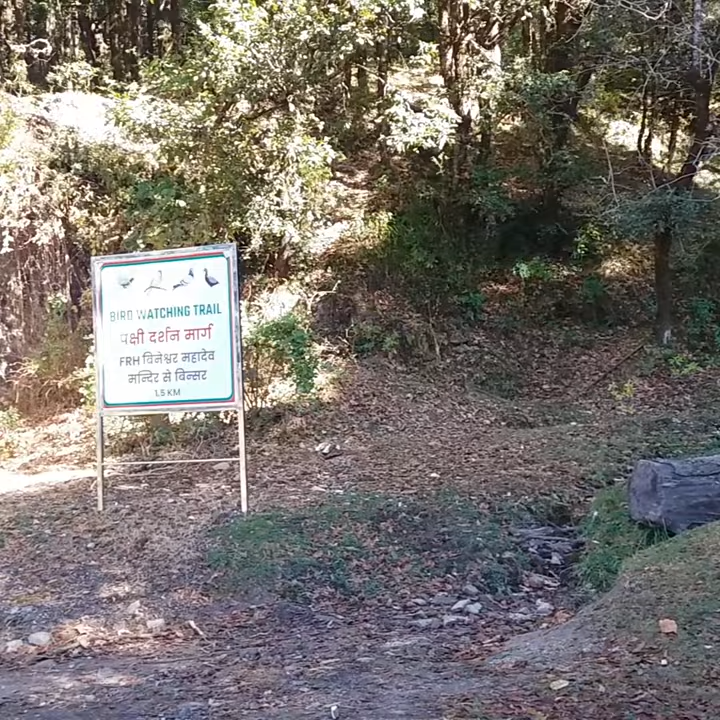 BIRD WATCHING TRAIL
पक्षी दर्शन मार्ग
FRH विनेश्वर महादेव
मन्दिर से बिन्सर
1.5 KM